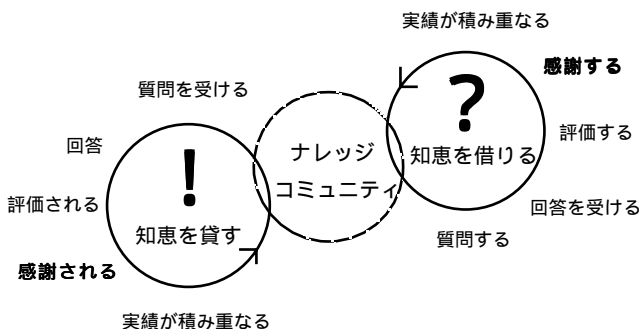 実績が積み重なる
感謝する
?
質問を受ける
評価する
ナレッジ
コミュニティ
知恵を借りる
回答
!
回答を受ける
評価される
知恵を貸す
質問する
感謝される
実績が積み重なる